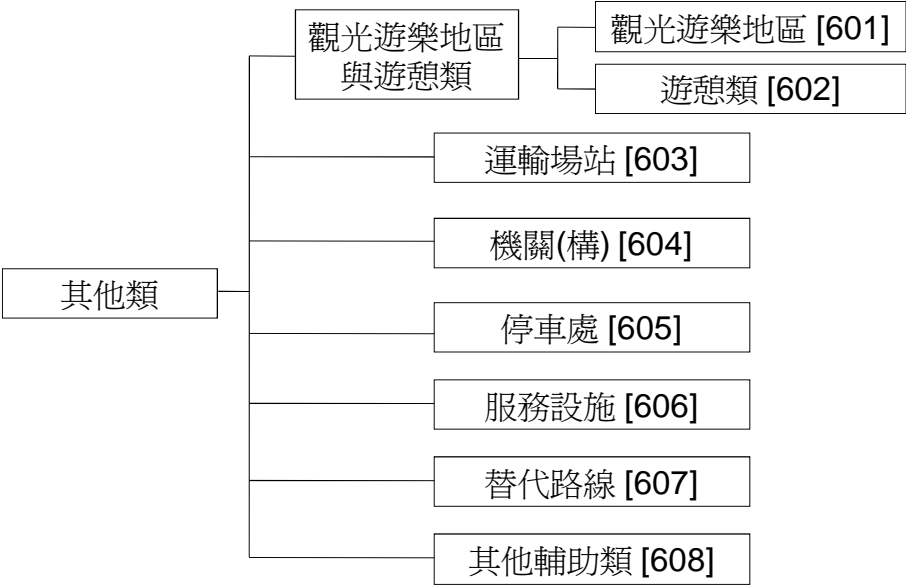 觀光遊樂地區
與遊憩類
觀光遊樂地區 [601]
遊憩類 [602]
運輸場站 [603]
機關(構) [604]
其他類
停車處 [605]
服務設施 [606]
替代路線 [607]
其他輔助類 [608]